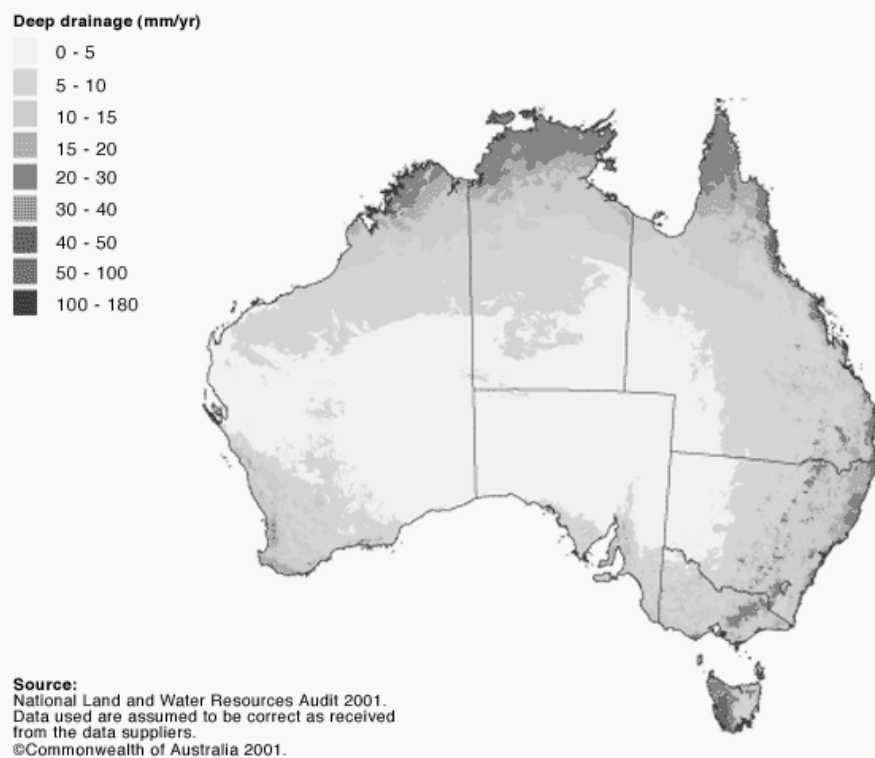 Deep drainage (mm/yr)
0 - 5
5 - 10
10 - 15
15 - 20
20 - 30
30 - 40
40 - 50
50 - 100
100 - 180
Source:
National Land and Water Resources Audit 2001.
Data used are assumed to be correct as received
from the data suppliers.
©Commonwealth of Australia 2001.